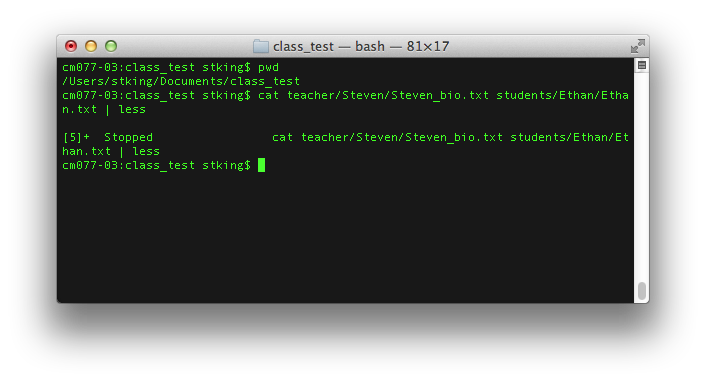 class_test — bash — 81×17
cm077-03:class_test stking$ pwd
/Users/stking/Documents/class_test
cm077-03:class_test stking$ cat teacher/Steven/Steven_bio.txt students/Ethan/Etha
n.txt | less
[5]+  Stopped                 cat teacher/Steven/Steven_bio.txt students/Ethan/Et
han.txt | less
cm077-03:class_test stking$